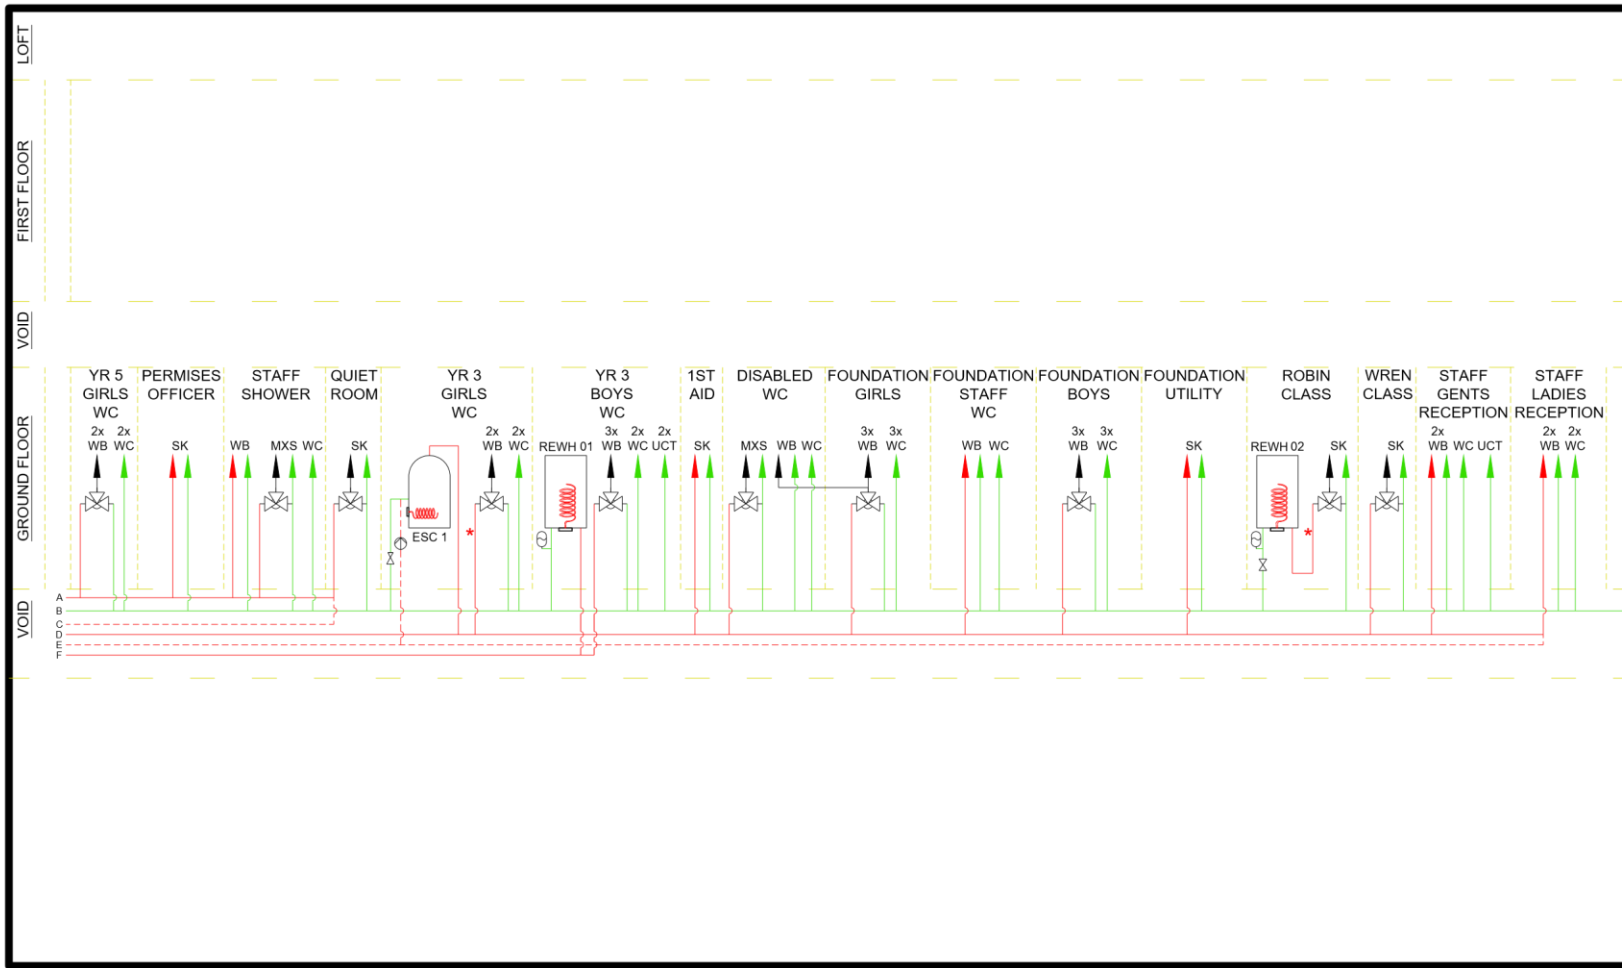 LOFT
FIRST FLOOR
VOID
GROUND FLOOR
VOID
YR 5
GIRLS
WC
2x 2x
WB WC
PERMISES
OFFICER
SK
STAFF
SHOWER
WB MXS WC
QUIET
ROOM
SK
YR 3
GIRLS
WC
2x 2x
WB WC
ESC 1
*
YR 3
BOYS
WC
REWH 01
3x 2x 2x
WB WC UCT
1ST
AID
SK
DISABLED
WC
MXS WB WC
FOUNDATION
GIRLS
3x 3x
WB WC
FOUNDATION
STAFF
WC
WB WC
FOUNDATION
BOYS
3x 3x
WB WC
FOUNDATION
UTILITY
SK
ROBIN
CLASS
REWH 02
SK
*
WREN
CLASS
SK
STAFF
GENTS
RECEPTION
2x
WB WC UCT
STAFF
LADIES
RECEPTION
2x 2x
WB WC
A
B
C
D
E
F